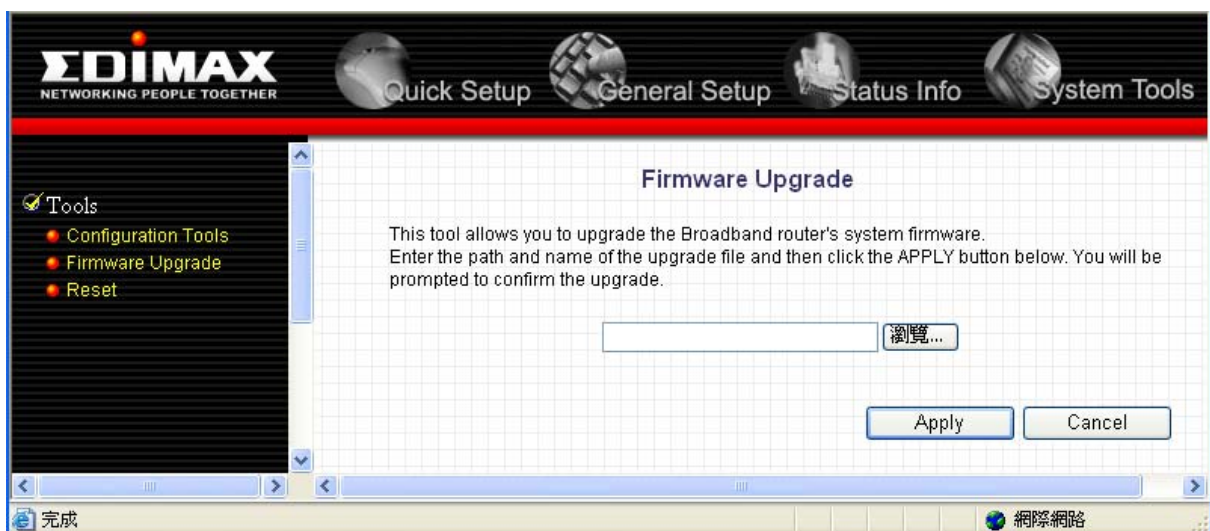 EDIMAX
NETWORKING PEOPLE TOGETHER
Quick Setup
General Setup
Status Info
System Tools
Tools
Configuration Tools
Firmware Upgrade
Reset
Firmware Upgrade
This tool allows you to upgrade the Broadband router's system firmware.
Enter the path and name of the upgrade file and then click the APPLY button below. You will be
prompted to confirm the upgrade.
瀏覽...
Apply
Cancel
完成
網際網路